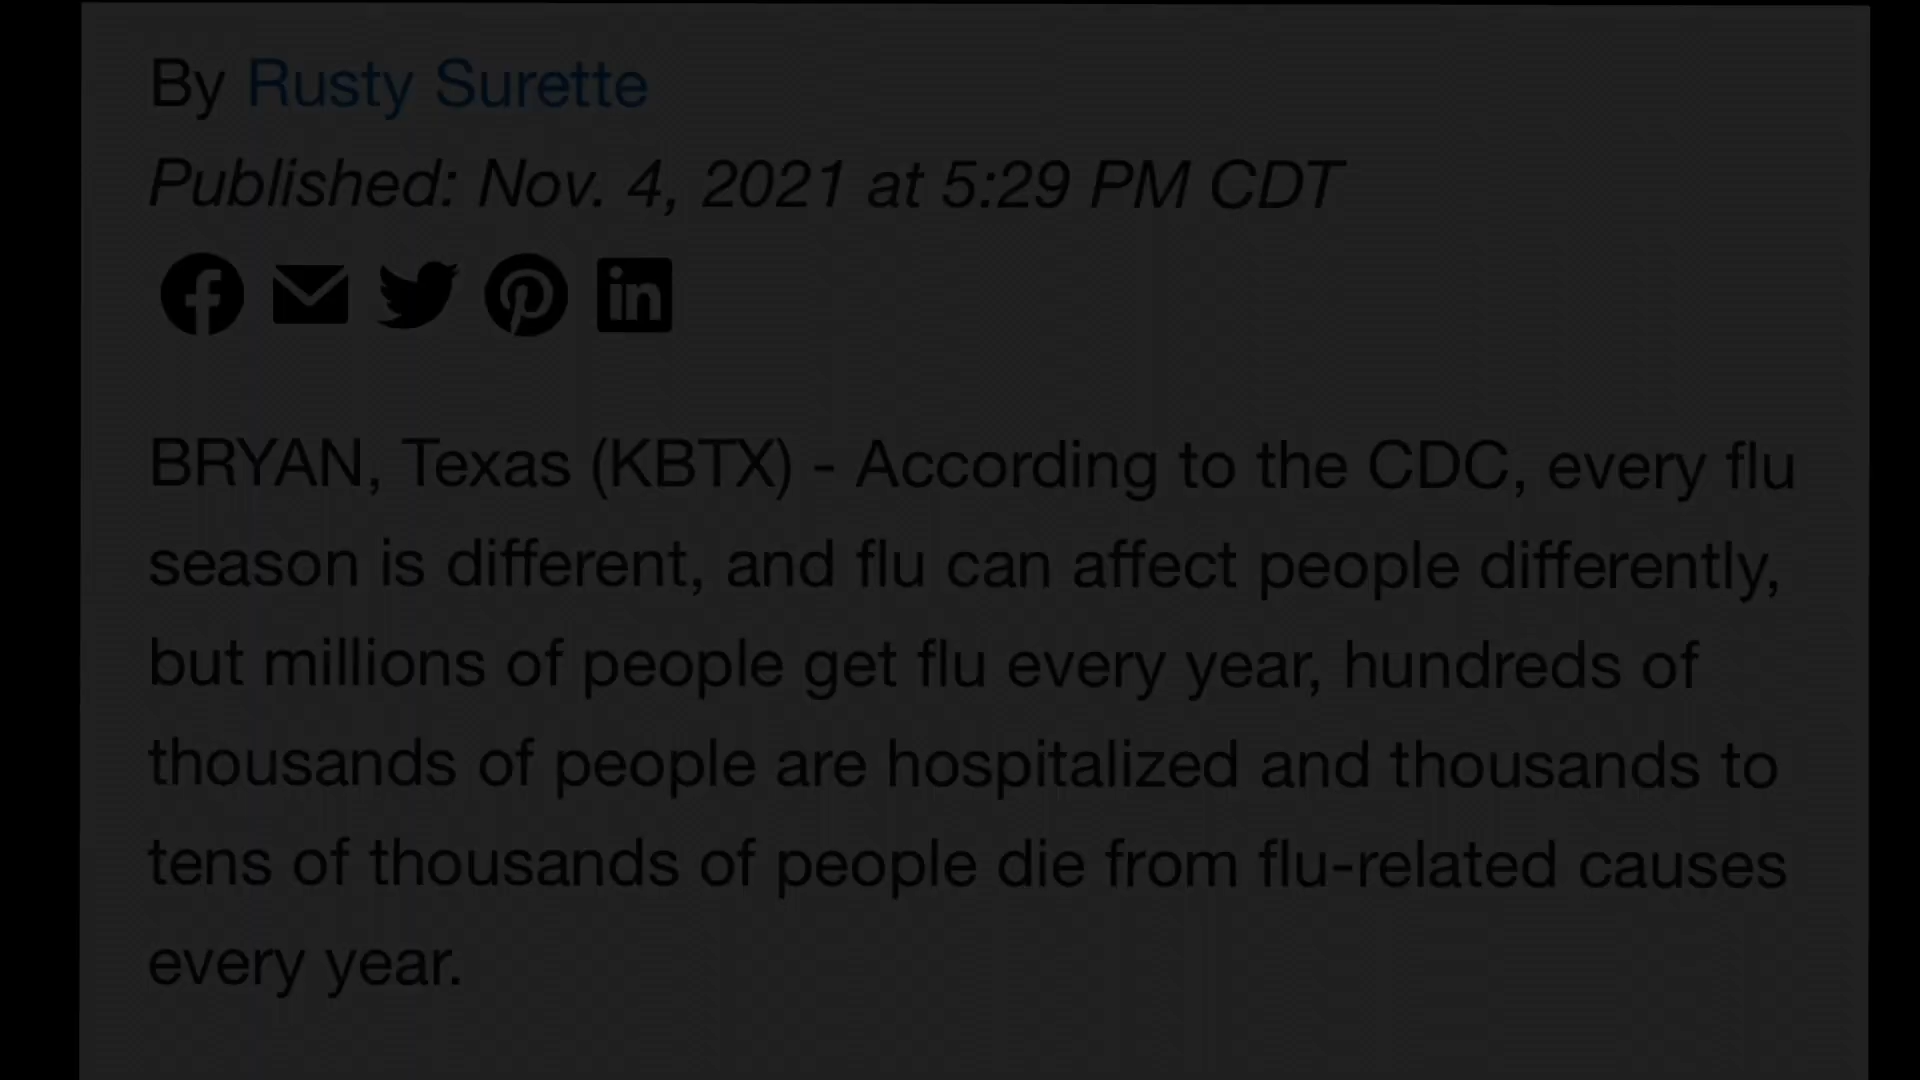 By Rusty Surette
Published: Nov. 4, 2021 at 5:29 PM CDT
BRYAN, Texas (KBTX) - According to the CDC, every flu
season is different, and flu can affect people differently,
but millions of people get flu every year, hundreds of
thousands of people are hospitalized and thousands to
tens of thousands of people die from flu-related causes
every year.